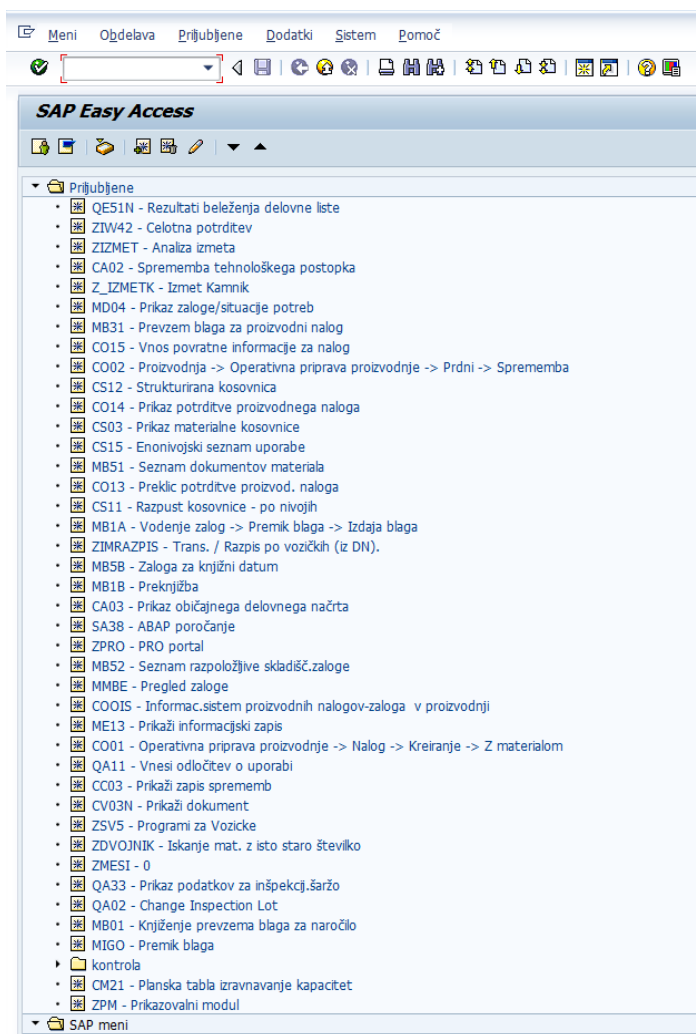 Meni Obdelava Priljubljene Dodatki Sistem Pomoč
SAP Easy Access
Priljubljene
QE51N - Rezultati beleženja delovne liste
ZIW42 - Celotna potrditev
ZIZMET - Analiza izmeta
CA02 - Sprememba tehnološkega postopka
Z_IZMETK - Izmet Kamnik
MD04 - Prikaz zaloge/situacije potreb
MB31 - Prevzem blaga za proizvodni nalog
CO15 - Vnos povratne informacije za nalog
CO02 - Proizvodnja -> Operativna priprava proizvodnje -> Prdni -> Sprememba
CS12 - Strukturirana kosovnica
CO14 - Prikaz potrditve proizvodnega naloga
CS03 - Prikaz materialne kosovnice
CS15 - Enonivojski seznam uporabe
MB51 - Seznam dokumentov materiala
CO13 - Preklic potrditve proizvod. naloga
CS11 - Razpust kosovnice - po nivojih
MB1A - Vodenje zalog -> Premik blaga -> Izdaja blaga
ZIMRAZPIS - Trans. / Razpis po vozičkih (iz DN).
MB5B - Zaloga za knjižni datum
MB1B - Preknjižba
CA03 - Prikaz običajnega delovnega načrta
SA38 - ABAP poročanje
ZPRO - PRO portal
MB52 - Seznam razpoložljive skladišč.zaloge
MMBE - Pregled zaloge
COOIS - Informac.sistem proizvodnih nalogov-zaloga v proizvodnji
ME13 - Prikaži informacijski zapis
CO01 - Operativna priprava proizvodnje -> Nalog -> Kreiranje -> Z materialom
QA11 - Vnesi odločitev o uporabi
CC03 - Prikaži zapis sprememb
CV03N - Prikaži dokument
ZSV5 - Programi za Vozicke
ZDVOJNIK - Iskanje mat. z isto staro številko
ZMESI - 0
QA33 - Prikaz podatkov za inšpekcij.šaržo
QA02 - Change Inspection Lot
MB01 - Knjiženje prevzema blaga za naročilo
MIGO - Premik blaga
kontrola
CM21 - Planska tabla izravnavanje kapacitet
ZPM - Prikazovalni modul
SAP meni